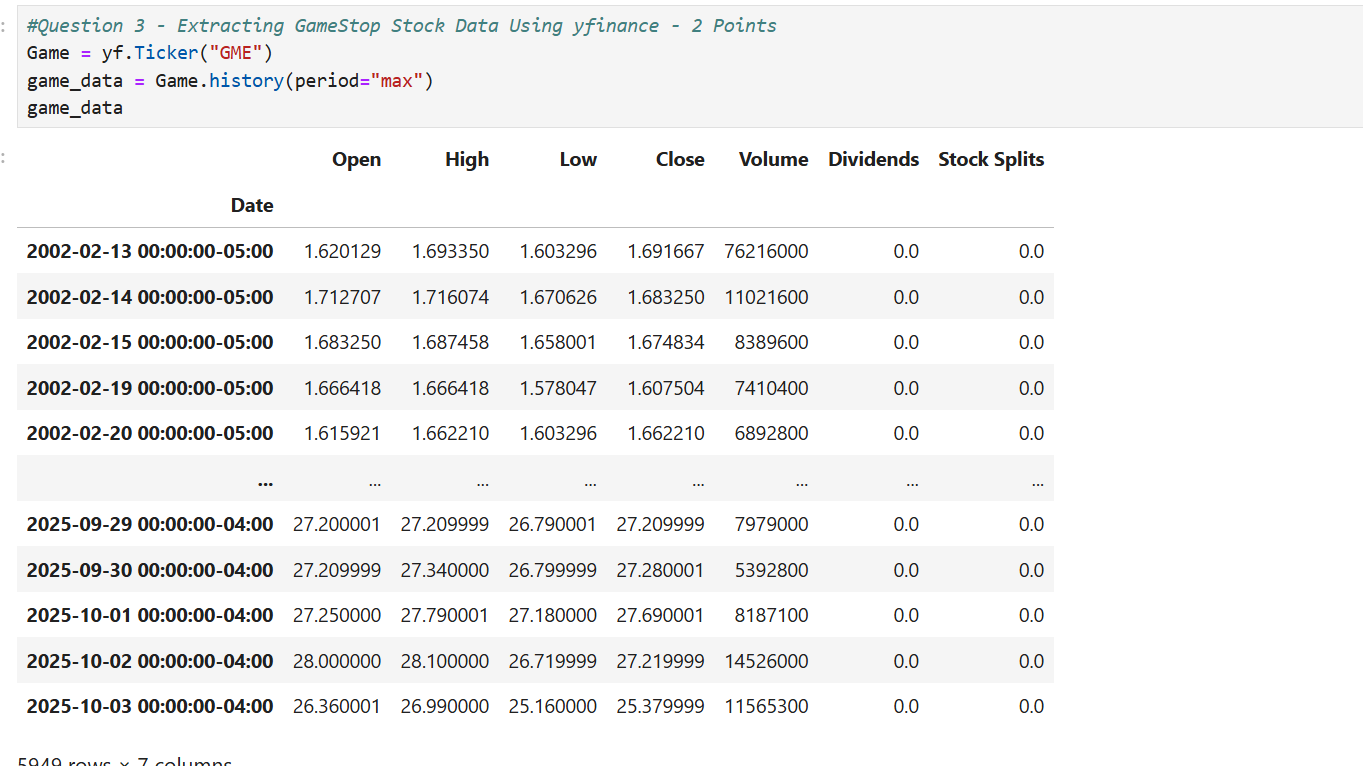 #Question 3 - Extracting GameStop Stock Data Using yfinance - 2 Points
Game = yf.Ticker("GME")
game_data = Game.history(period="max")
game_data
Open High Low Close Volume Dividends Stock Splits
Date
2002-02-13 00:00:00-05:00 1.620129 1.693350 1.603296 1.691667 76216000 0.0 0.0
2002-02-14 00:00:00-05:00 1.712707 1.716074 1.670626 1.683250 11021600 0.0 0.0
2002-02-15 00:00:00-05:00 1.683250 1.687458 1.658001 1.674834 8389600 0.0 0.0
2002-02-19 00:00:00-05:00 1.666418 1.666418 1.578047 1.607504 7410400 0.0 0.0
2002-02-20 00:00:00-05:00 1.615921 1.662210 1.603296 1.662210 6892800 0.0 0.0
... ... ... ... ... ... ... ...
2025-09-29 00:00:00-04:00 27.200001 27.209999 26.790001 27.209999 7979000 0.0 0.0
2025-09-30 00:00:00-04:00 27.209999 27.340000 26.799999 27.280001 5392800 0.0 0.0
2025-10-01 00:00:00-04:00 27.250000 27.790001 27.180000 27.690001 8187100 0.0 0.0
2025-10-02 00:00:00-04:00 28.000000 28.100000 26.719999 27.219999 14526000 0.0 0.0
2025-10-03 00:00:00-04:00 26.360001 26.990000 25.160000 25.379999 11565300 0.0 0.0
5949 rows × 7 columns